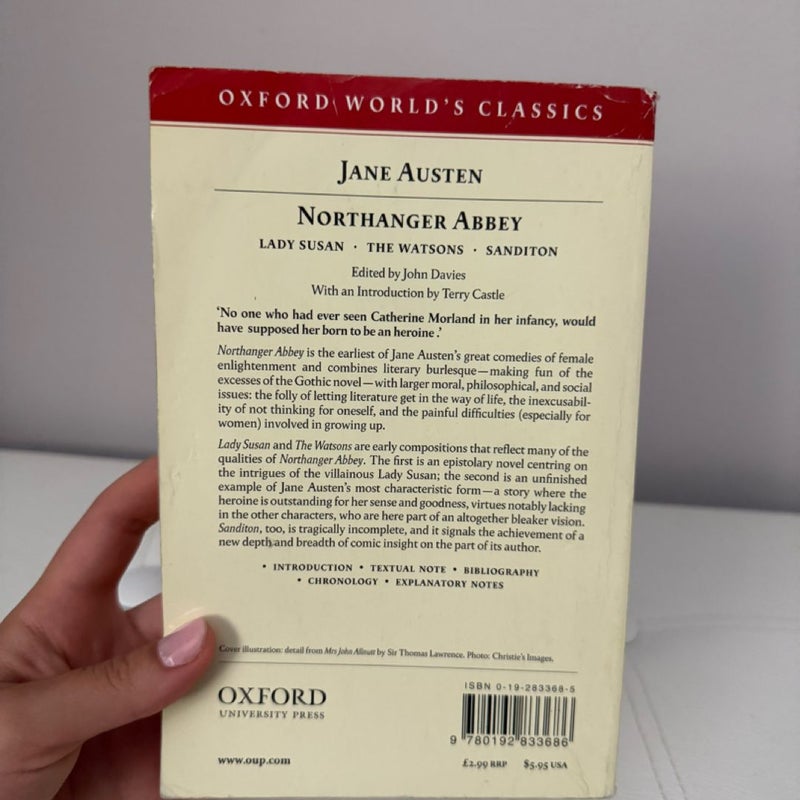 OXFORD WORLD'S CLASSICS
JANE AUSTEN
NORTHANGER ABBEY
LADY SUSAN · THE WATSONS · SANDITON
Edited by John Davies
With an Introduction by Terry Castle
'No one who had ever seen Catherine Morland in her infancy, would
have supposed her born to be an heroine.'
Northanger Abbey is the earliest of Jane Austen's great comedies of female
enlightenment and combines literary burlesque—making fun of the
excesses of the Gothic novel—with larger moral, philosophical, and social
issues: the folly of letting literature get in the way of life, the inexcusabil-
ity of not thinking for oneself, and the painful difficulties (especially for
women) involved in growing up.
Lady Susan and The Watsons are early compositions that reflect many of the
qualities of Northanger Abbey. The first is an epistolary novel centring on
the intrigues of the villainous Lady Susan; the second is an unfinished
example of Jane Austen's most characteristic form—a story where the
heroine is outstanding for her sense and goodness, virtues notably lacking
in the other characters, who are here part of an altogether bleaker vision.
Sanditon, too, is tragically incomplete, and it signals the achievement of a
new depth and breadth of comic insight on the part of its author.
• INTRODUCTION • TEXTUAL NOTE • BIBLIOGRAPHY
• CHRONOLOGY • EXPLANATORY NOTES
Cover illustration: detail from Mrs John Allnutt by Sir Thomas Lawrence. Photo: Christie's Images.
OXFORD
UNIVERSITY PRESS
www.oup.com
ISBN 0-19-283368-5
9 780192 833686
£2.99 RRP $5.95 USA